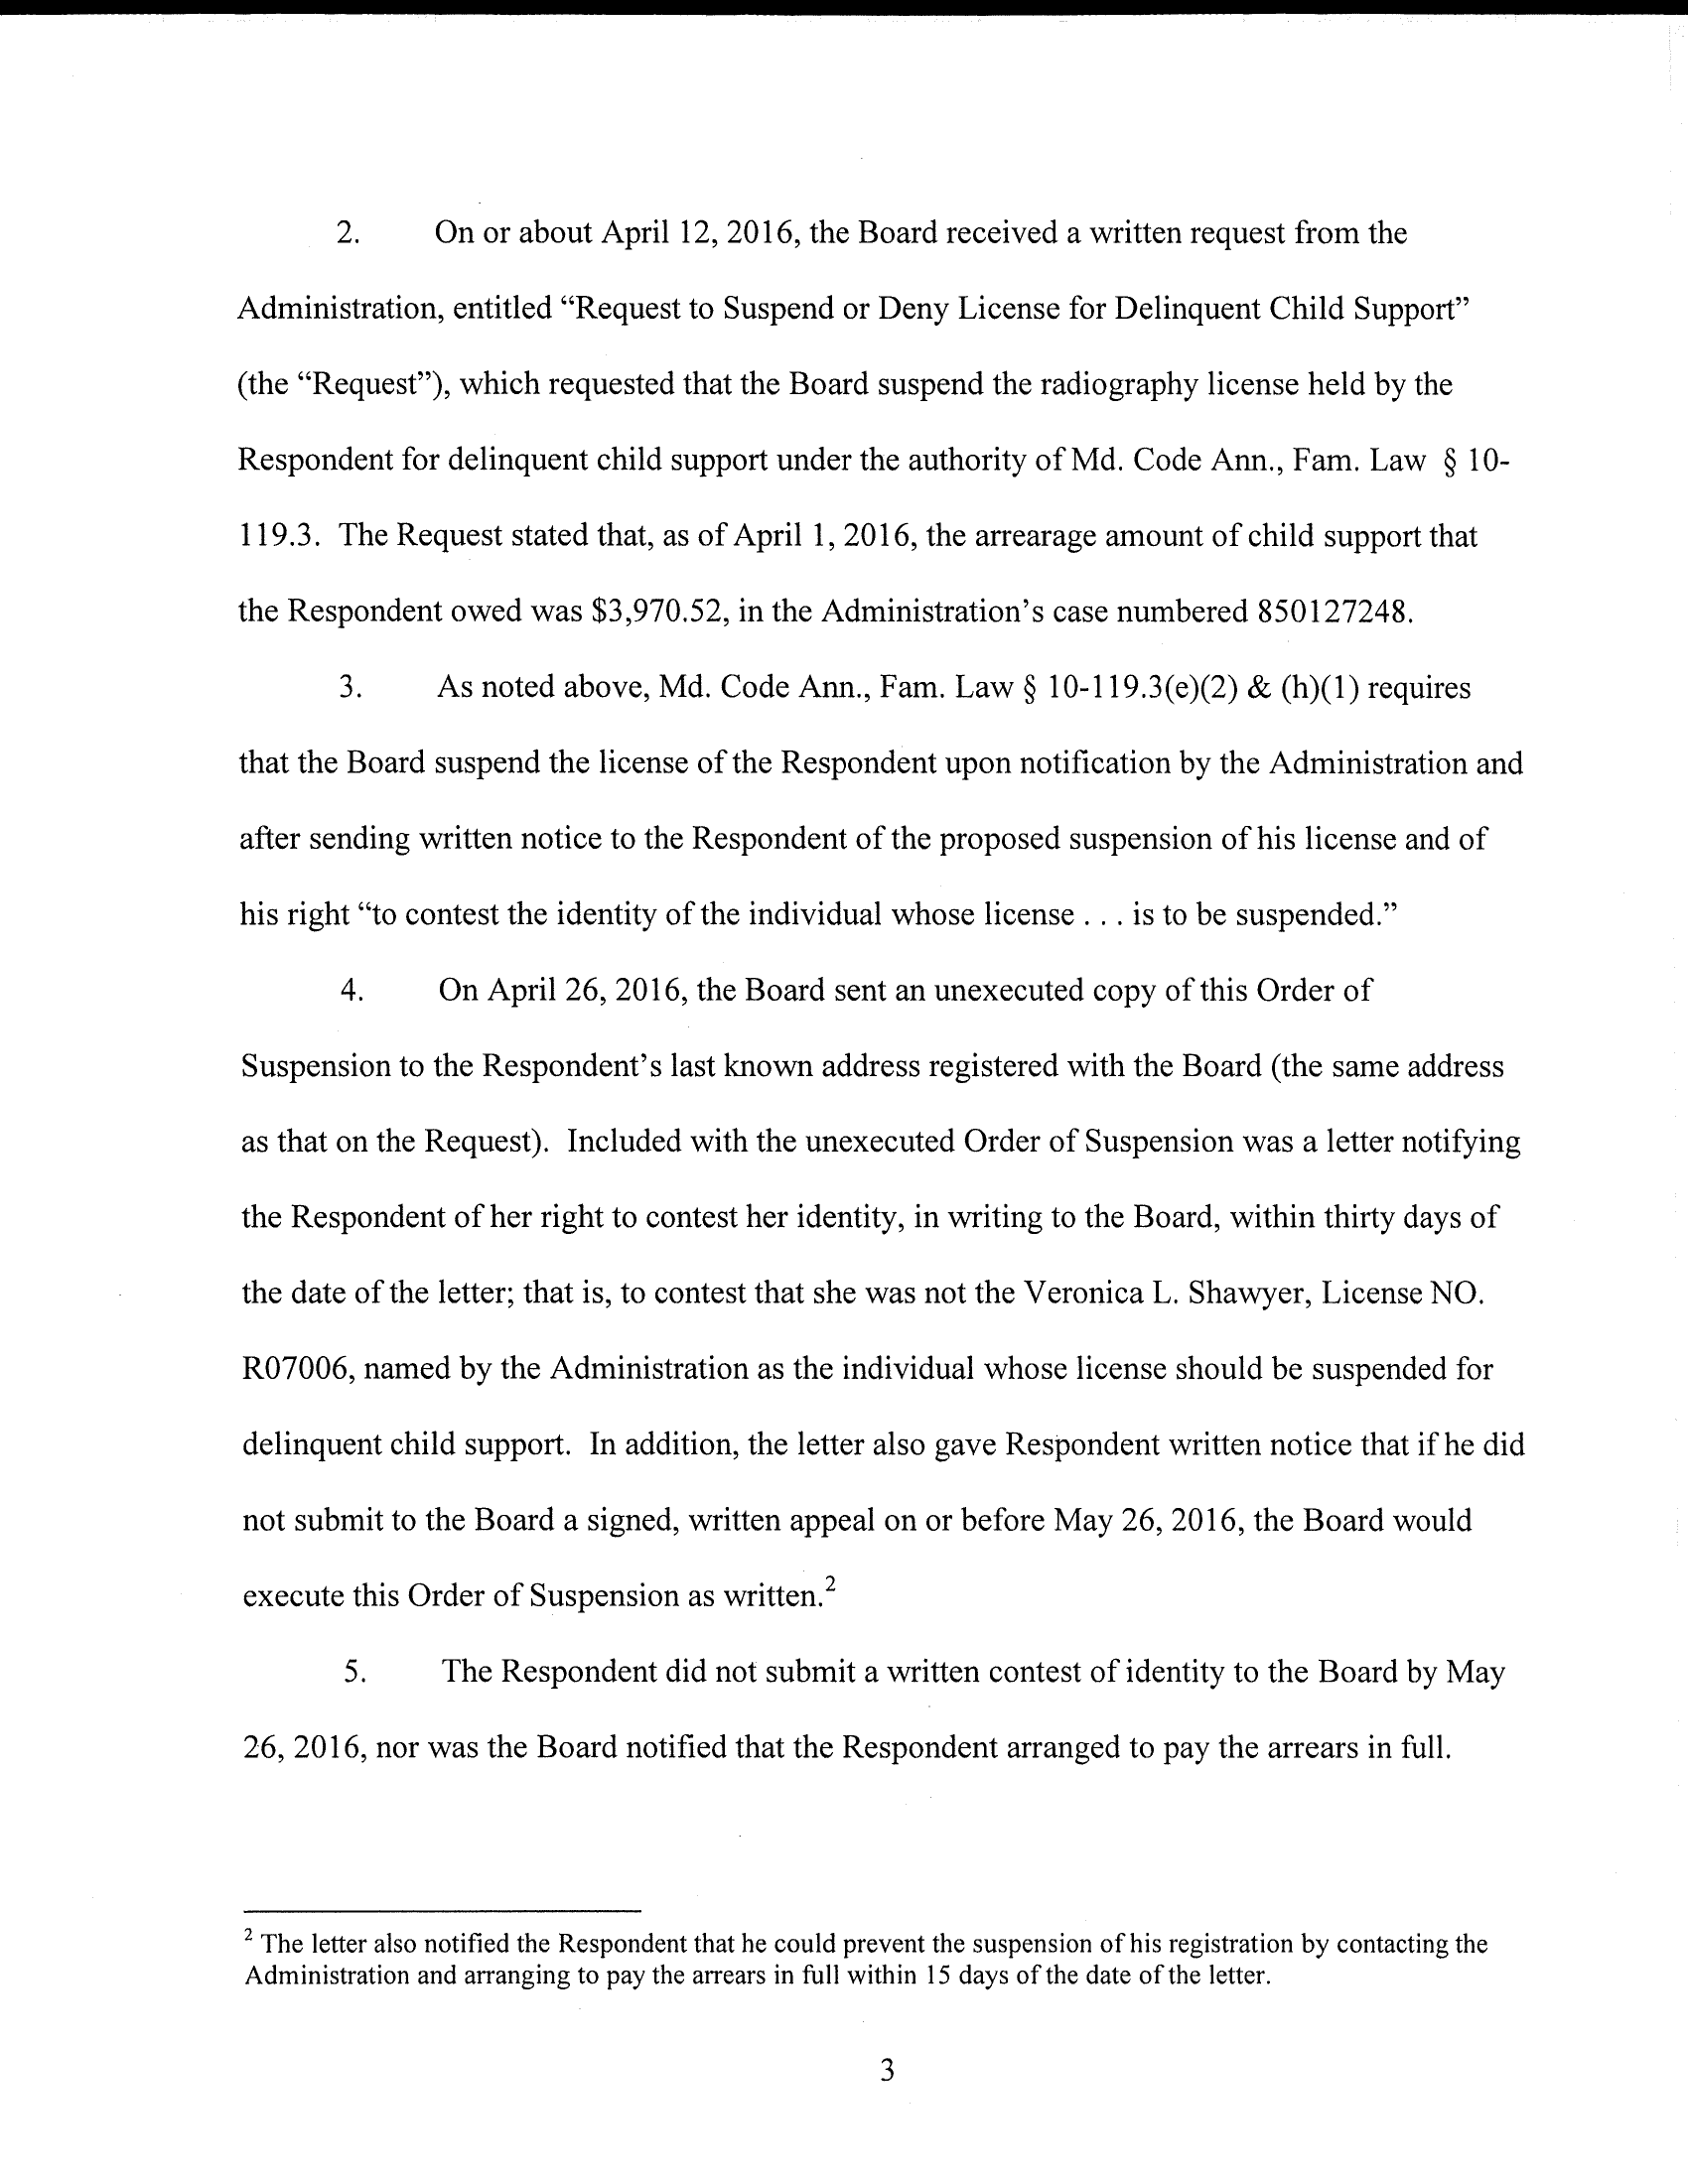 2. On or about April 12, 2016, the Board received a written request from the
Administration, entitled “Request to Suspend or Deny License for Delinquent Child Support”
(the “Request”), which requested that the Board suspend the radiography license held by the
Respondent for delinquent child support under the authority of Md. Code Ann., Fam. Law § 10-
119.3. The Request stated that, as of April 1, 2016, the arrearage amount of child support that
the Respondent owed was $3,970.52, in the Administration’s case numbered 850127248.
3. As noted above, Md. Code Ann., Fam. Law § 10-119.3(e)(2) & (h)(1) requires
that the Board suspend the license of the Respondent upon notification by the Administration and
after sending written notice to the Respondent of the proposed suspension of his license and of
his right “to contest the identity of the individual whose license . . . is to be suspended.”
4. On April 26, 2016, the Board sent an unexecuted copy of this Order of
Suspension to the Respondent’s last known address registered with the Board (the same address
as that on the Request). Included with the unexecuted Order of Suspension was a letter notifying
the Respondent of her right to contest her identity, in writing to the Board, within thirty days of
the date of the letter; that is, to contest that she was not the Veronica L. Shawyer, License NO.
R07006, named by the Administration as the individual whose license should be suspended for
delinquent child support. In addition, the letter also gave Respondent written notice that if he did
not submit to the Board a signed, written appeal on or before May 26, 2016, the Board would
execute this Order of Suspension as written.2
5. The Respondent did not submit a written contest of identity to the Board by May
26, 2016, nor was the Board notified that the Respondent arranged to pay the arrears in full.
2 The letter also notified the Respondent that he could prevent the suspension of his registration by contacting the
Administration and arranging to pay the arrears in full within 15 days of the date of the letter.
3